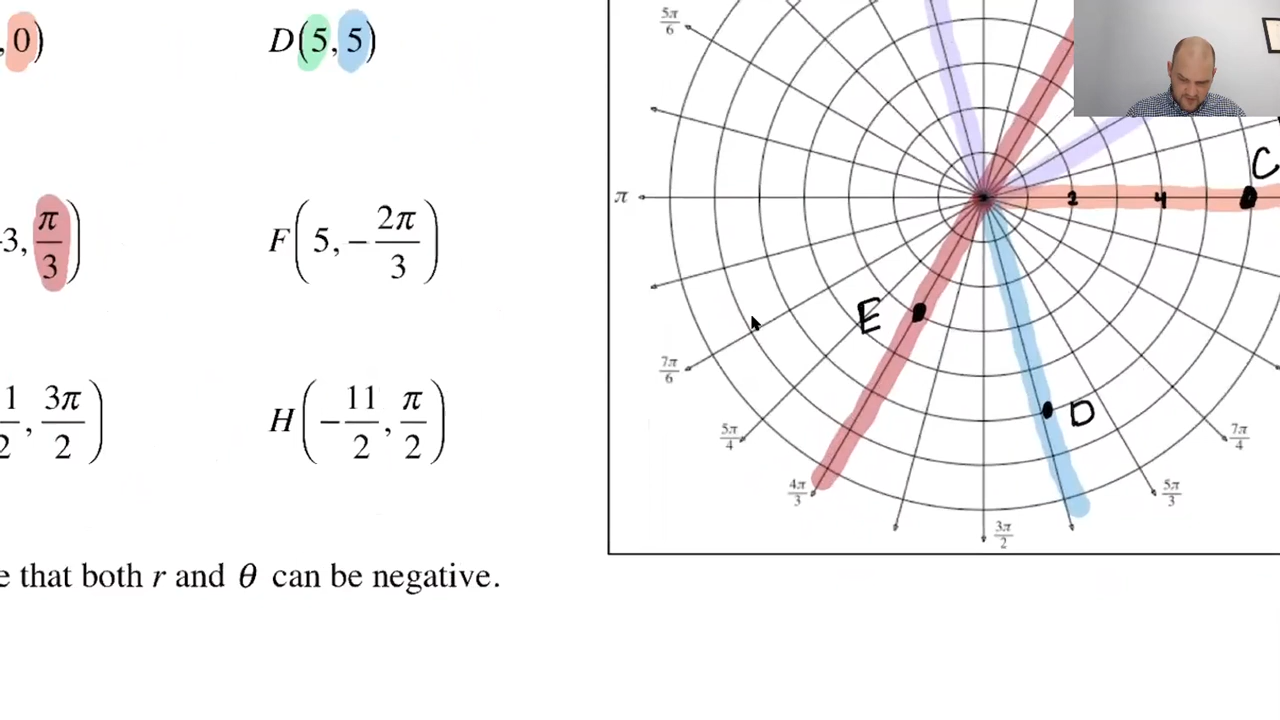 , 0)
D(5, 5)
-3, π/3)
F(5, -2π/3)
1/2, 3π/2)
H(-11/2, π/2)
e that both r and θ can be negative.
5π/6
C
π
2
4
E
7π/6
D
5π/4
7π/4
4π/3
5π/3
3π/2